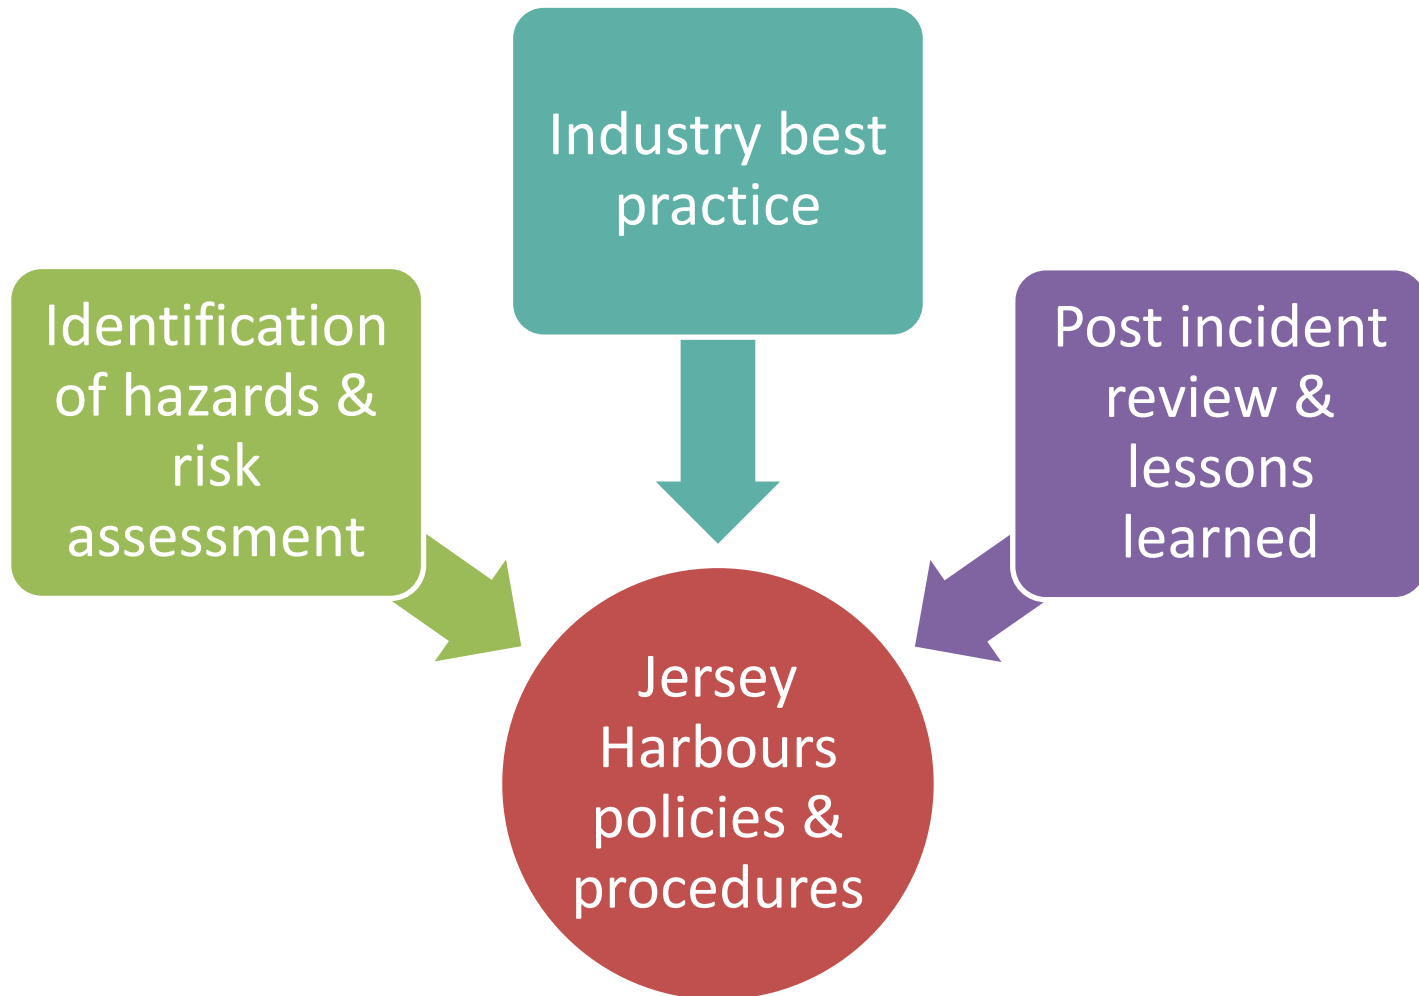 Industry best
practice
Identification
of hazards &
risk
assessment
Post incident
review &
lessons
learned
Jersey
Harbours
policies &
procedures